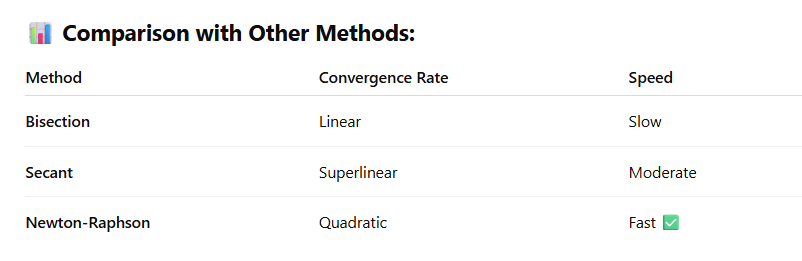 📊 Comparison with Other Methods:
Method Convergence Rate Speed
Bisection Linear Slow
Secant Superlinear Moderate
Newton-Raphson Quadratic Fast ✅